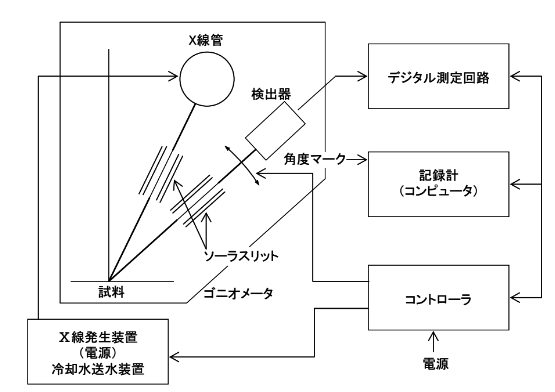 X線管
検出器
デジタル測定回路
角度マーク
記録計
(コンピュータ)
ソーラスリット
試料
ゴニオメータ
コントローラ
X線発生装置
(電源)
冷却水送水装置
電源